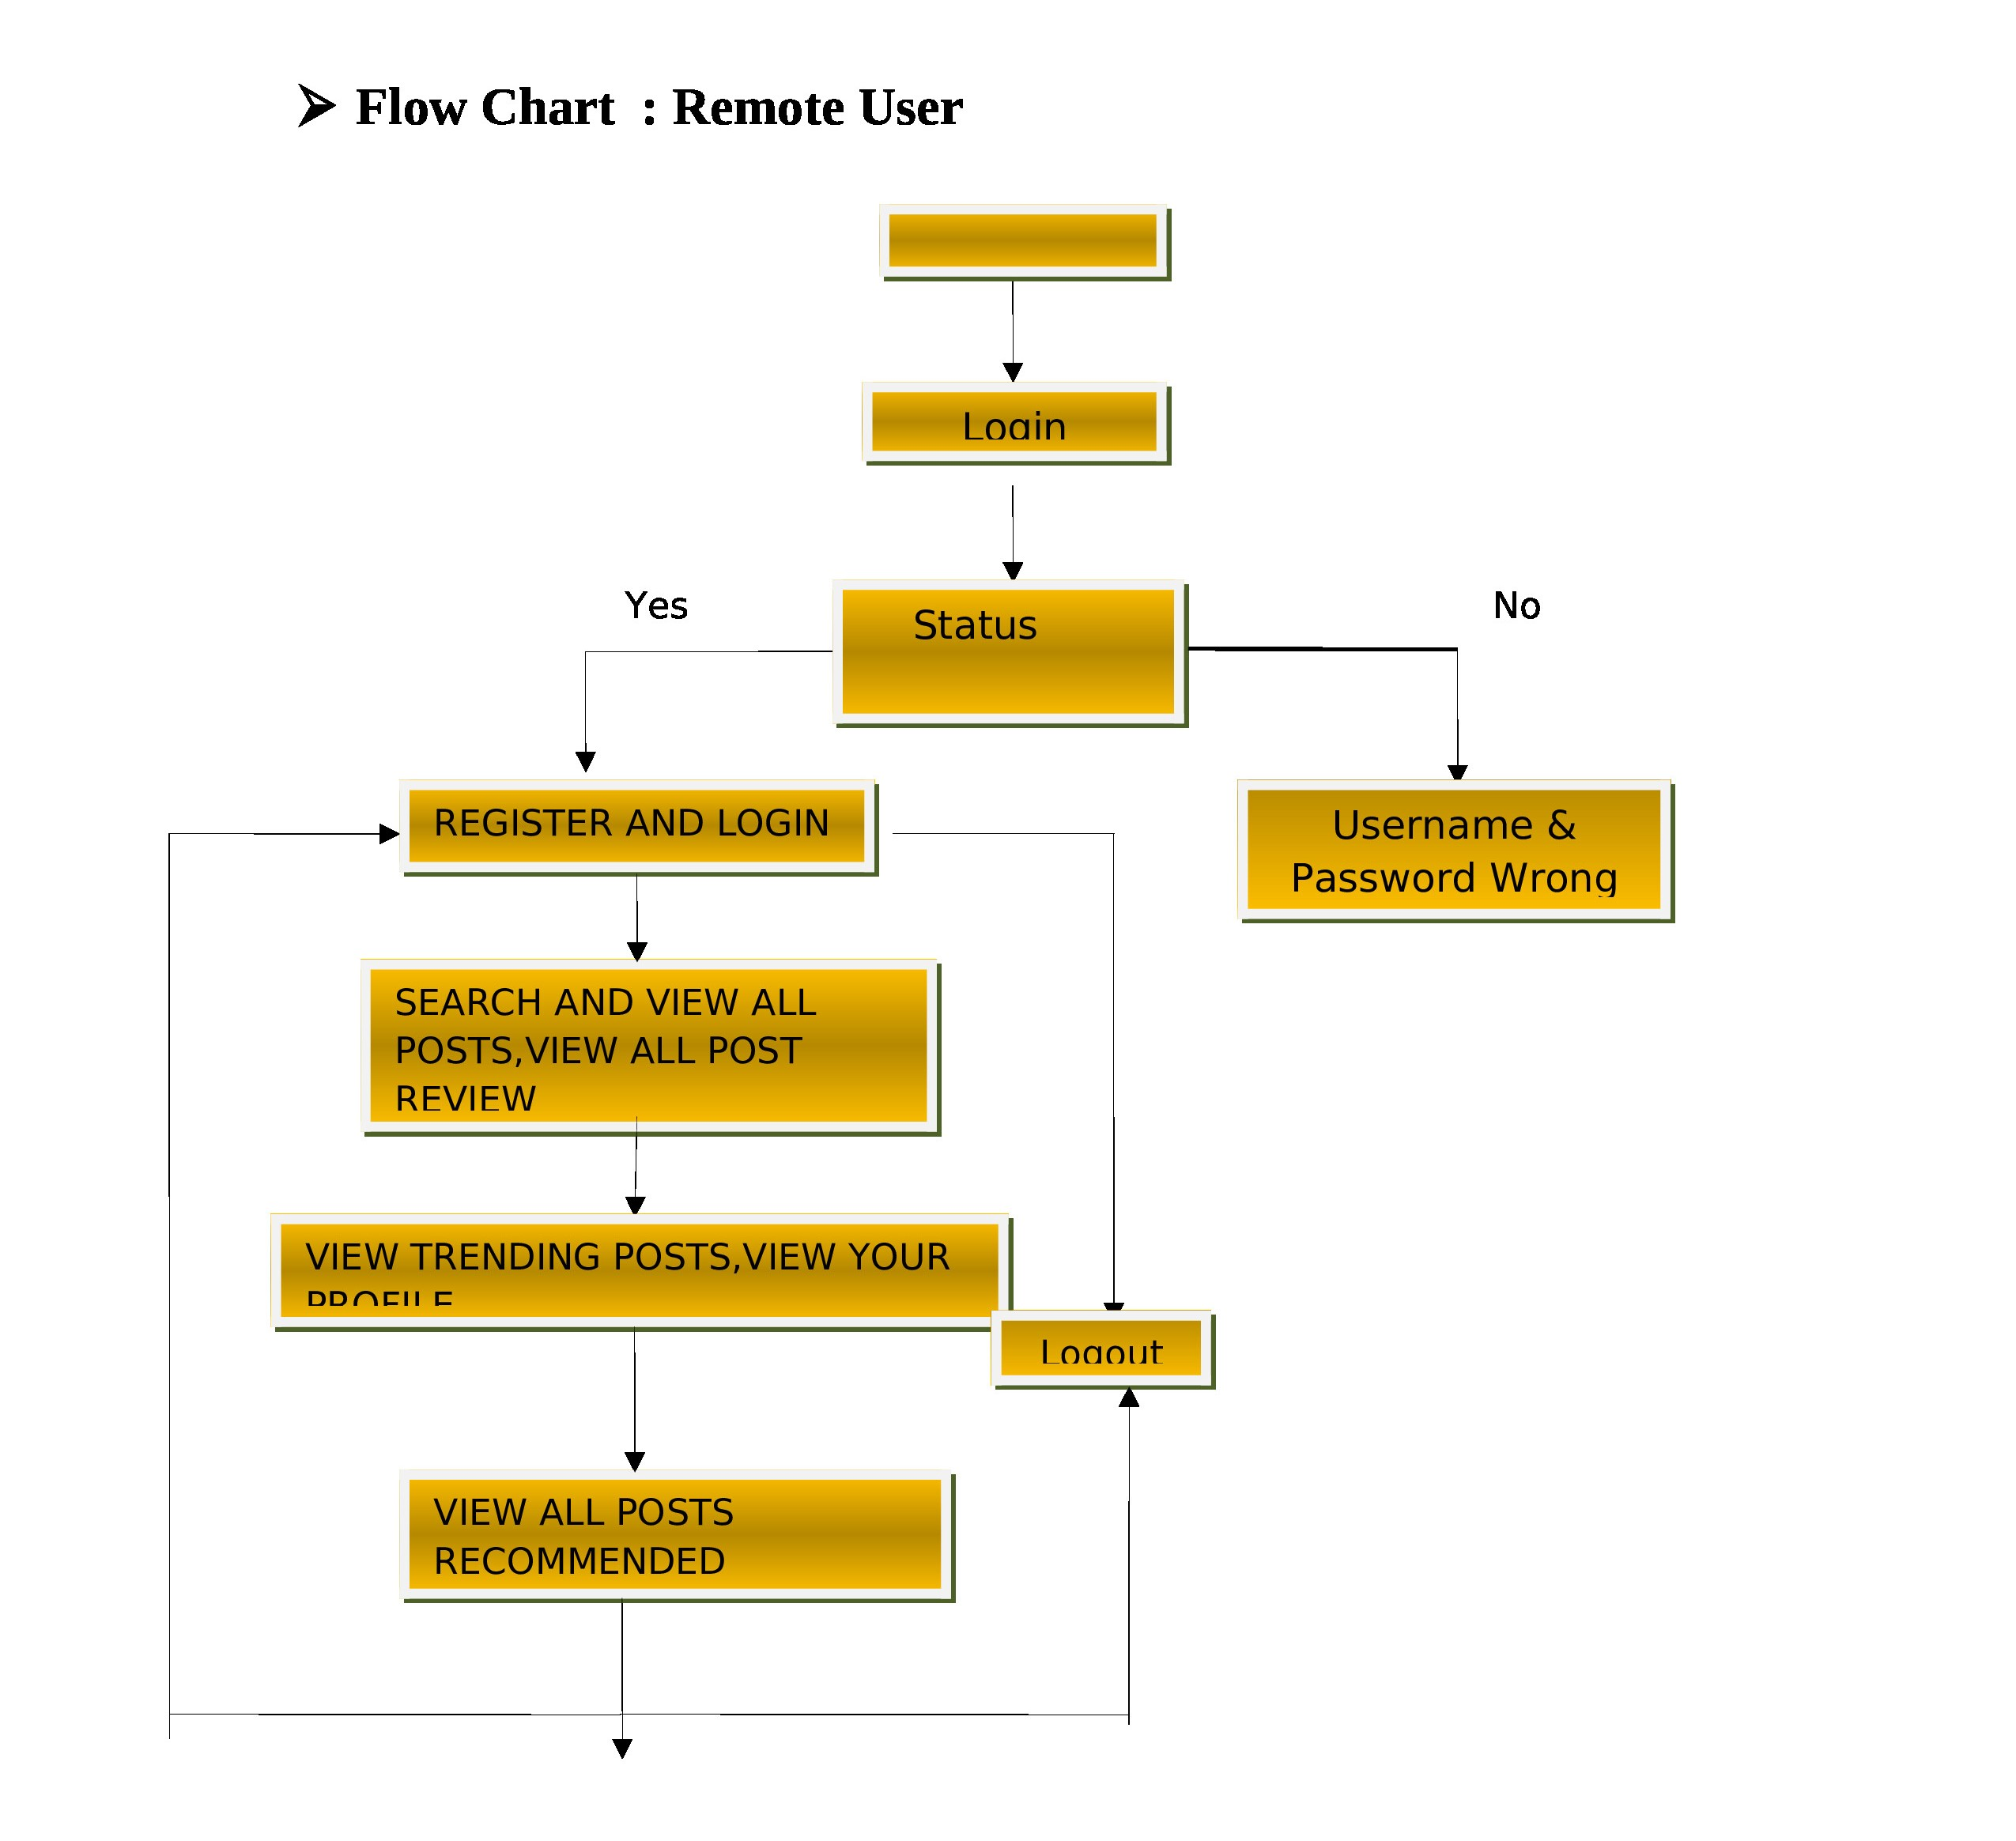 Flow Chart : Remote User
Login
Status
Yes
No
REGISTER AND LOGIN
Username &
Password Wrong
SEARCH AND VIEW ALL
POSTS,VIEW ALL POST
REVIEW
VIEW TRENDING POSTS,VIEW YOUR
PROFILE
Logout
VIEW ALL POSTS
RECOMMENDED